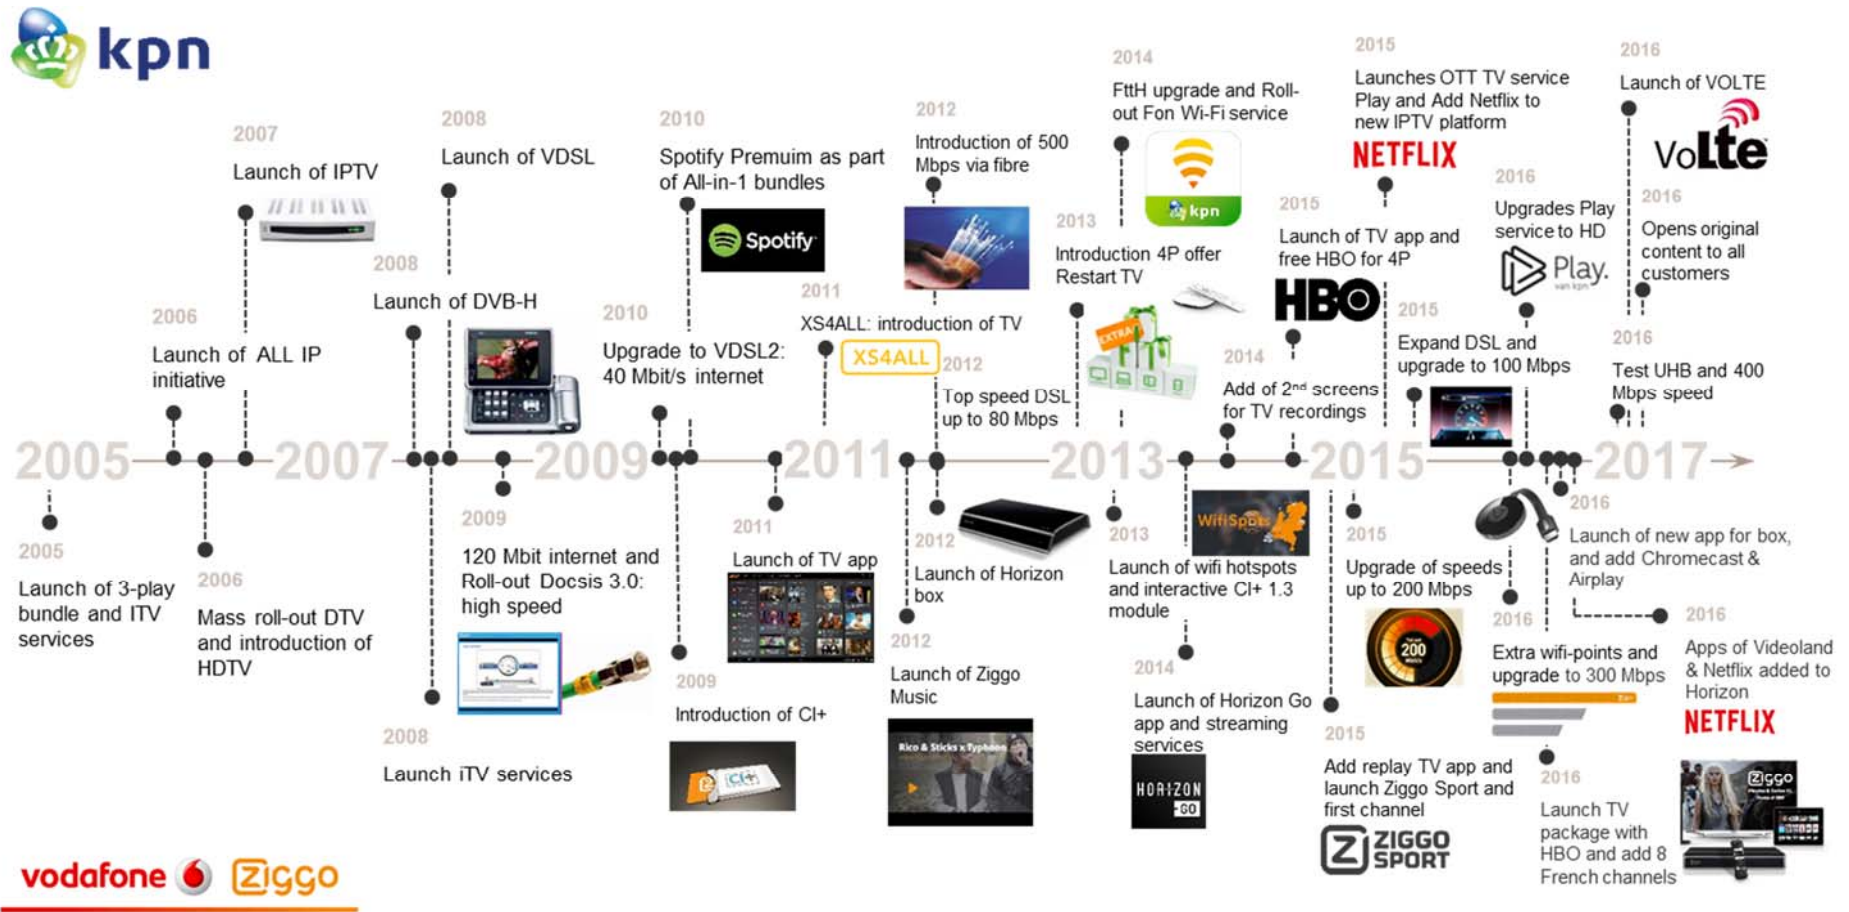 kpn
2007
Launch of IPTV
2008
Launch of VDSL
2010
Spotify Premuim as part
of All-in-1 bundles
Spotify
2012
Introduction of 500
Mbps via fibre
2014
FttH upgrade and Roll-
out Fon Wi-Fi service
kpn
2015
Launches OTT TV service
Play and Add Netflix to
new IPTV platform
NETFLIX
2016
Launch of VOLTE
VoLte
2006
Launch of ALL IP
initiative
2008
Launch of DVB-H
2010
Upgrade to VDSL2:
40 Mbit/s internet
2011
XS4ALL: introduction of TV
XS4ALL
2012
Top speed DSL
up to 80 Mbps
2013
Introduction 4P offer
Restart TV
EXTRA
2014
Add of 2nd screens
for TV recordings
2015
Launch of TV app and
free HBO for 4P
HBO
2015
Expand DSL and
upgrade to 100 Mbps
2016
Upgrades Play
service to HD
Play.
van kpn
2016
Opens original
content to all
customers
2016
Test UHB and 400
Mbps speed
2005
2007
2009
2011
2013
2015
2017
2005
Launch of 3-play
bundle and ITV
services
2006
Mass roll-out DTV
and introduction of
HDTV
2008
Launch iTV services
2009
120 Mbit internet and
Roll-out Docsis 3.0:
high speed
2009
Introduction of CI+
CI+
2011
Launch of TV app
2012
Launch of Horizon
box
2012
Launch of Ziggo
Music
Rico & Sticks x Typhoon
2013
Launch of wifi hotspots
and interactive CI+ 1.3
module
WifiSpots
2014
Launch of Horizon Go
app and streaming
services
HORIZON
GO
2015
Upgrade of speeds
up to 200 Mbps
200
2015
Add replay TV app and
launch Ziggo Sport and
first channel
ZIGGO
SPORT
2016
Extra wifi-points and
upgrade to 300 Mbps
2016
Launch TV
package with
HBO and add 8
French channels
2016
Launch of new app for box,
and add Chromecast &
Airplay
2016
Apps of Videoland
& Netflix added to
Horizon
NETFLIX
ziggo
vodafone
ziggo